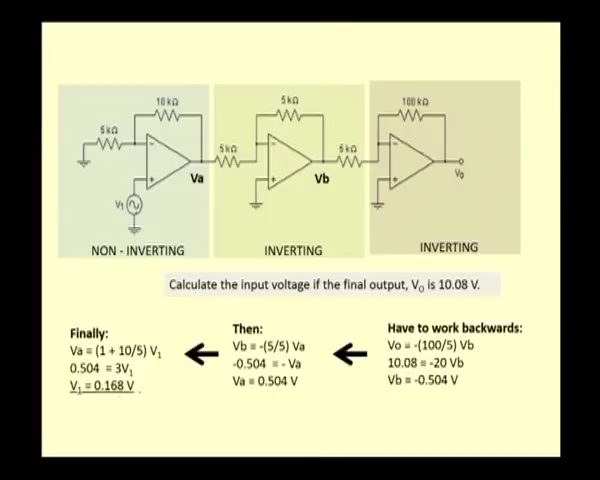 10 kΩ
5 kΩ
100 kΩ
5 kΩ
5 kΩ
5 kΩ
−
−
−
+
+
+
Va
Vb
Vo
V1
NON - INVERTING
INVERTING
INVERTING
Calculate the input voltage if the final output, VO is 10.08 V.
Have to work backwards:
Vo = -(100/5) Vb
10.08 = -20 Vb
Vb = -0.504 V
Then:
Vb = -(5/5) Va
-0.504 = - Va
Va = 0.504 V
Finally:
Va = (1 + 10/5) V1
0.504 = 3V1
V1 = 0.168 V .